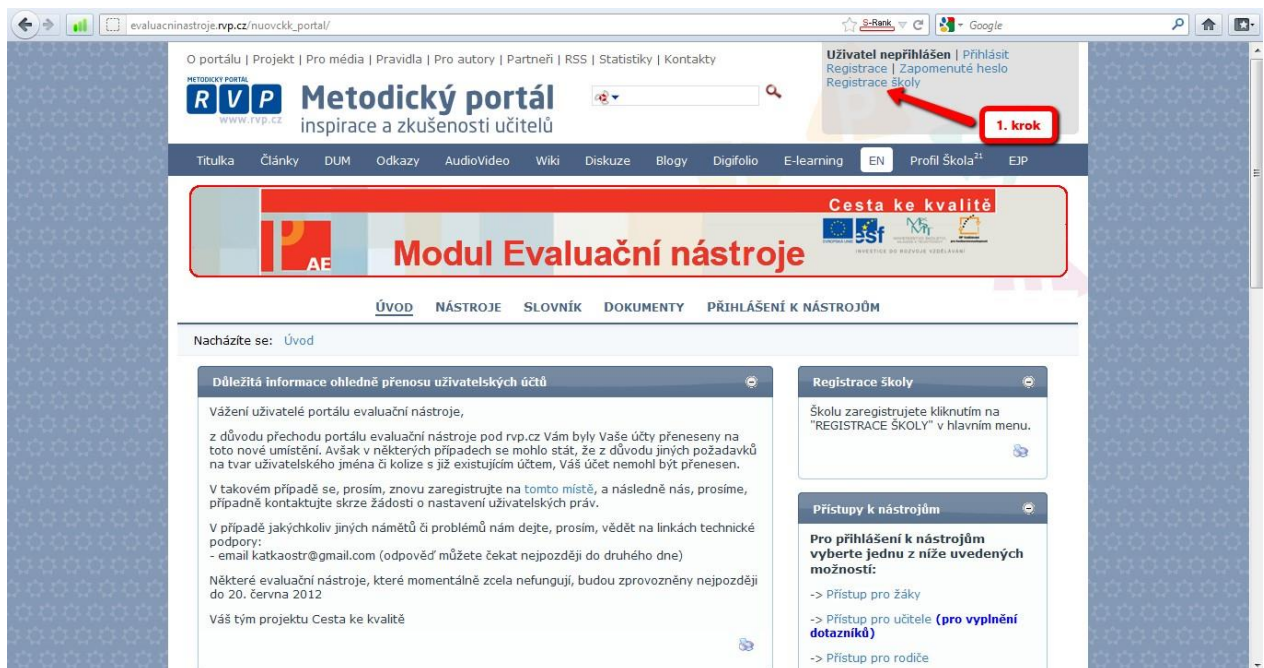 evaluacninastroje.rvp.cz/nuovckk_portal/
S-Rank
Google
O portálu | Projekt | Pro média | Pravidla | Pro autory | Partneři | RSS | Statistiky | Kontakty
Uživatel nepřihlášen | Přihlásit
Registrace | Zapomenuté heslo
Registrace školy
1. krok
METODICKÝ PORTÁL
RVP
www.rvp.cz
Metodický portál
inspirace a zkušenosti učitelů
Titulka Články DUM Odkazy AudioVideo Wiki Diskuze Blogy Digifolio E-learning EN Profil Škola21 EJP
Cesta ke kvalitě
AE
Modul Evaluační nástroje
esf
INVESTICE DO ROZVOJE VZDĚLÁVÁNÍ
ÚVOD NÁSTROJE SLOVNÍK DOKUMENTY PŘIHLÁŠENÍ K NÁSTROJŮM
Nacházíte se: Úvod
Důležitá informace ohledně přenosu uživatelských účtů
Vážení uživatelé portálu evaluační nástroje,
z důvodu přechodu portálu evaluační nástroje pod rvp.cz Vám byly Vaše účty přeneseny na
toto nové umístění. Avšak v některých případech se mohlo stát, že z důvodu jiných požadavků
na tvar uživatelského jména či kolize s již existujícím účtem, Váš účet nemohl být přenesen.
V takovém případě se, prosím, znovu zaregistrujte na tomto místě, a následně nás, prosíme,
případně kontaktujte skrze žádosti o nastavení uživatelských práv.
V případě jakýchkoliv jiných námětů či problémů nám dejte, prosím, vědět na linkách technické
podpory:
- email katkaostr@gmail.com (odpověď můžete čekat nejpozději do druhého dne)
Některé evaluační nástroje, které momentálně zcela nefungují, budou zprovozněny nejpozději
do 20. června 2012
Váš tým projektu Cesta ke kvalitě
Registrace školy
Školu zaregistrujete kliknutím na
"REGISTRACE ŠKOLY" v hlavním menu.
Přístupy k nástrojům
Pro přihlášení k nástrojům
vyberte jednu z níže uvedených
možností:
-> Přístup pro žáky
-> Přístup pro učitele (pro vyplnění
dotazníků)
-> Přístup pro rodiče